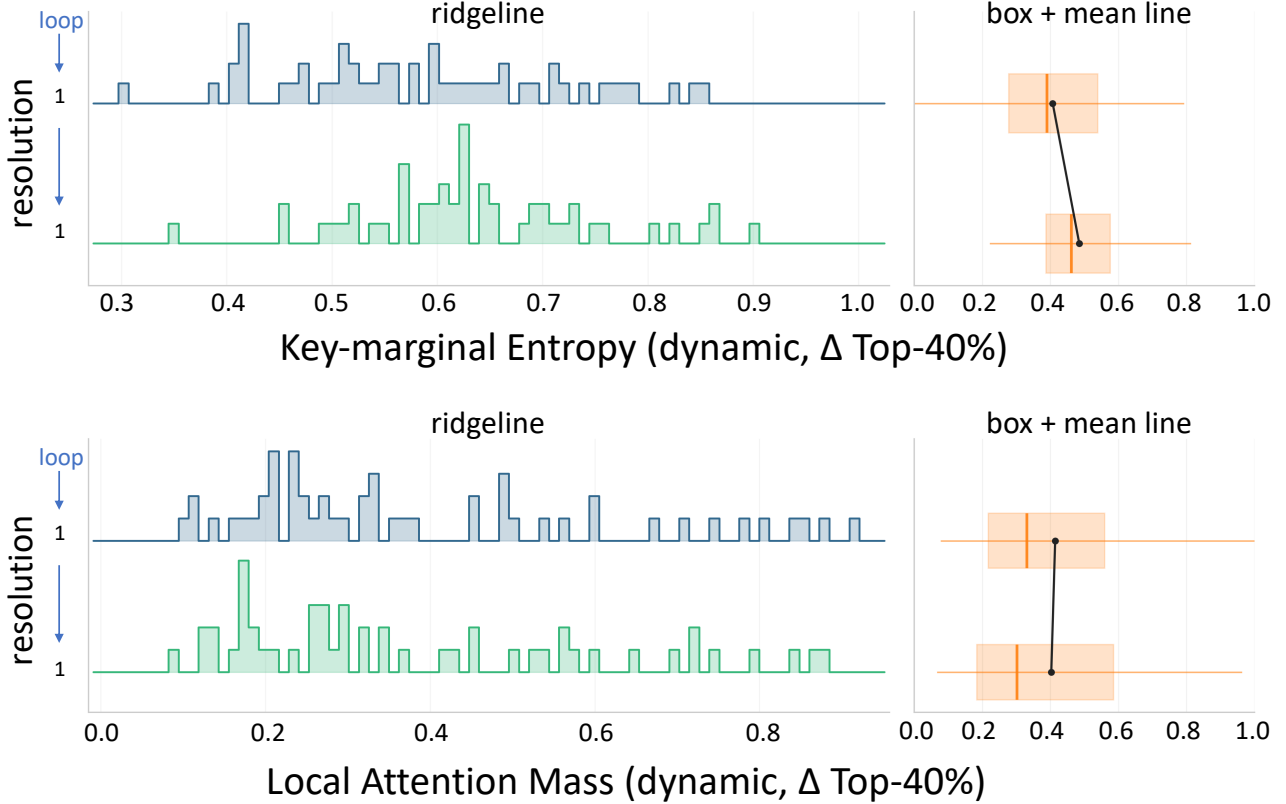 ridgeline
box + mean line
loop
resolution
1
1
0.3 0.4 0.5 0.6 0.7 0.8 0.9 1.0
0.0 0.2 0.4 0.6 0.8 1.0
Key-marginal Entropy (dynamic, Δ Top-40%)
ridgeline
box + mean line
loop
resolution
1
1
0.0 0.2 0.4 0.6 0.8
0.0 0.2 0.4 0.6 0.8 1.0
Local Attention Mass (dynamic, Δ Top-40%)